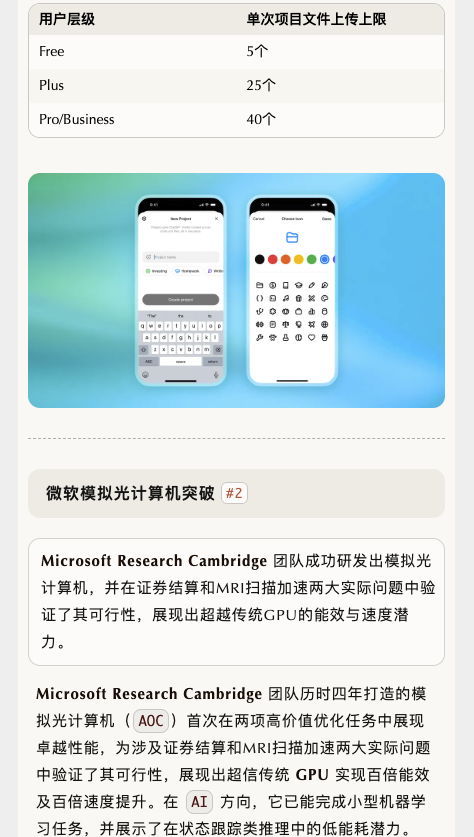 用户层级 单次项目文件上传上限
Free 5个
Plus 25个
Pro/Business 40个
9:41 9:41
New Project
Cancel Choose Icon Done
Project name
Investing Homework Writin
Create project
"The" the to
q w e r t y u i o p
a s d f g h j k l
z x c v b n m
ABC space return
微软模拟光计算机突破 #2
Microsoft Research Cambridge 团队成功研发出模拟光
计算机，并在证券结算和MRI扫描加速两大实际问题中验
证了其可行性，展现出超越传统GPU的能效与速度潜
力。
Microsoft Research Cambridge 团队历时四年打造的模
拟光计算机（AOC）首次在两项高价值优化任务中展现
卓越性能，为涉及证券结算和MRI扫描加速两大实际问题
中验证了其可行性，展现出超信传统 GPU 实现百倍能效
及百倍速度提升。在 AI 方向，它已能完成小型机器学
习任务，并展示了在状态跟踪类推理中的低能耗潜力。